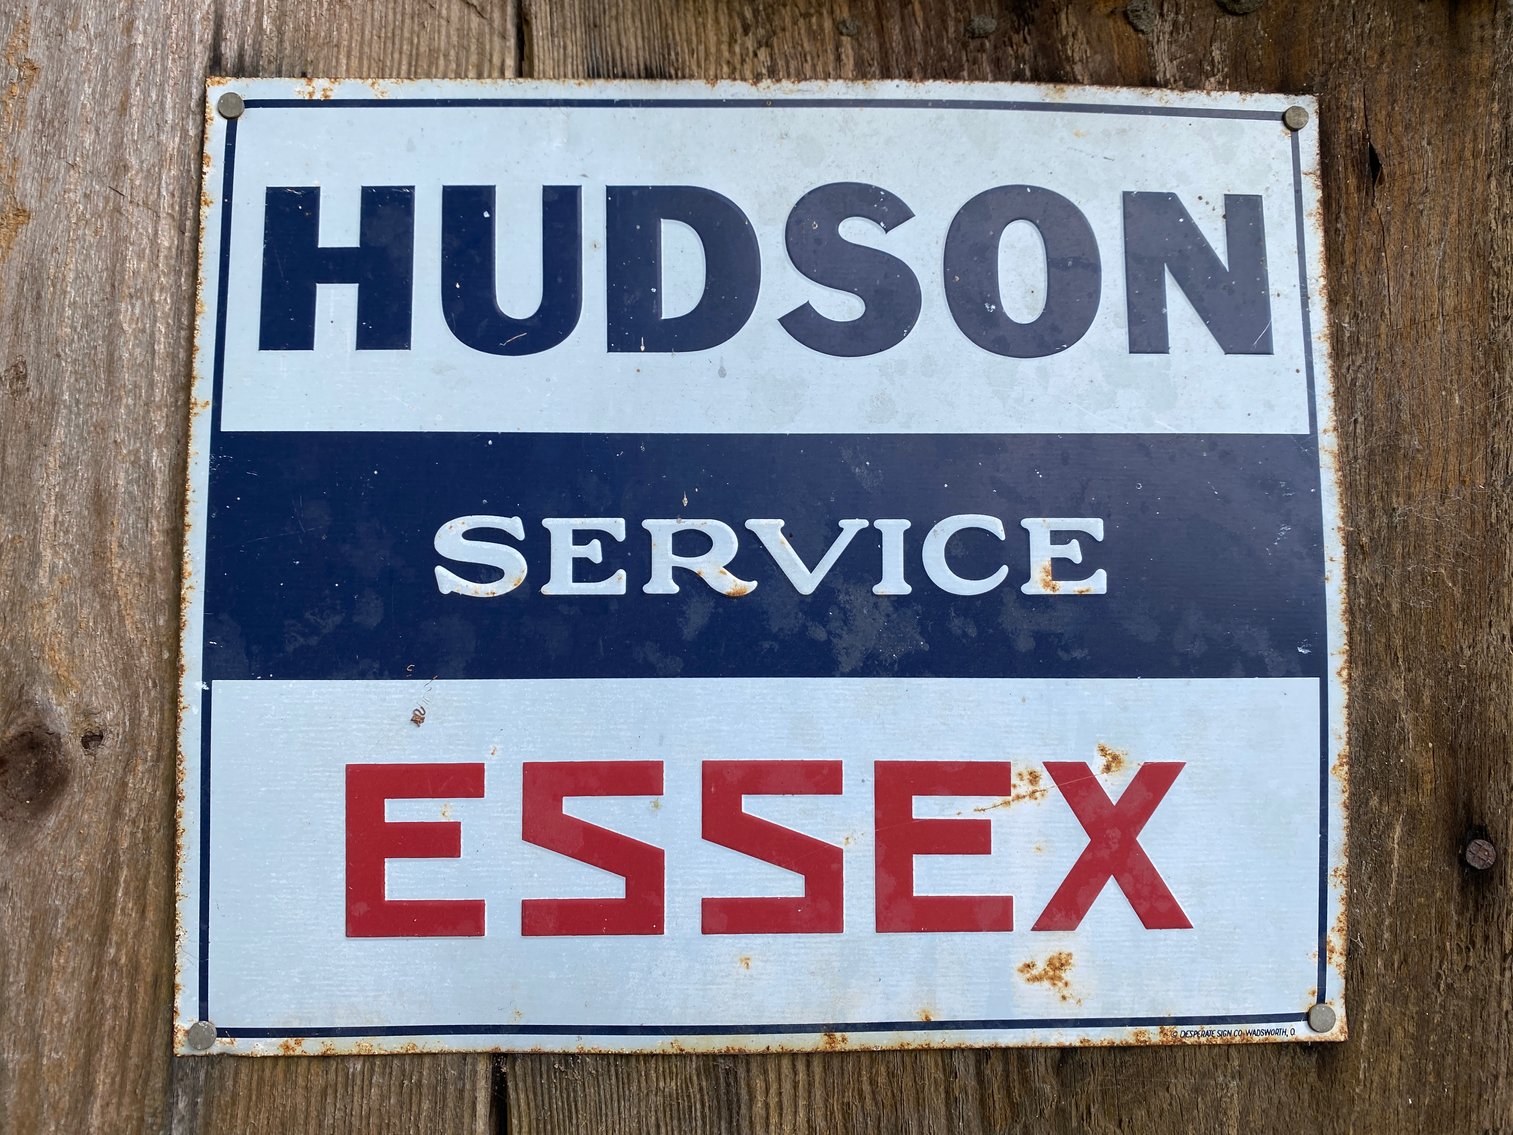 HUDSON
SERVICE
ESSEX
© DESPERATE SIGN CO. WADSWORTH, O.